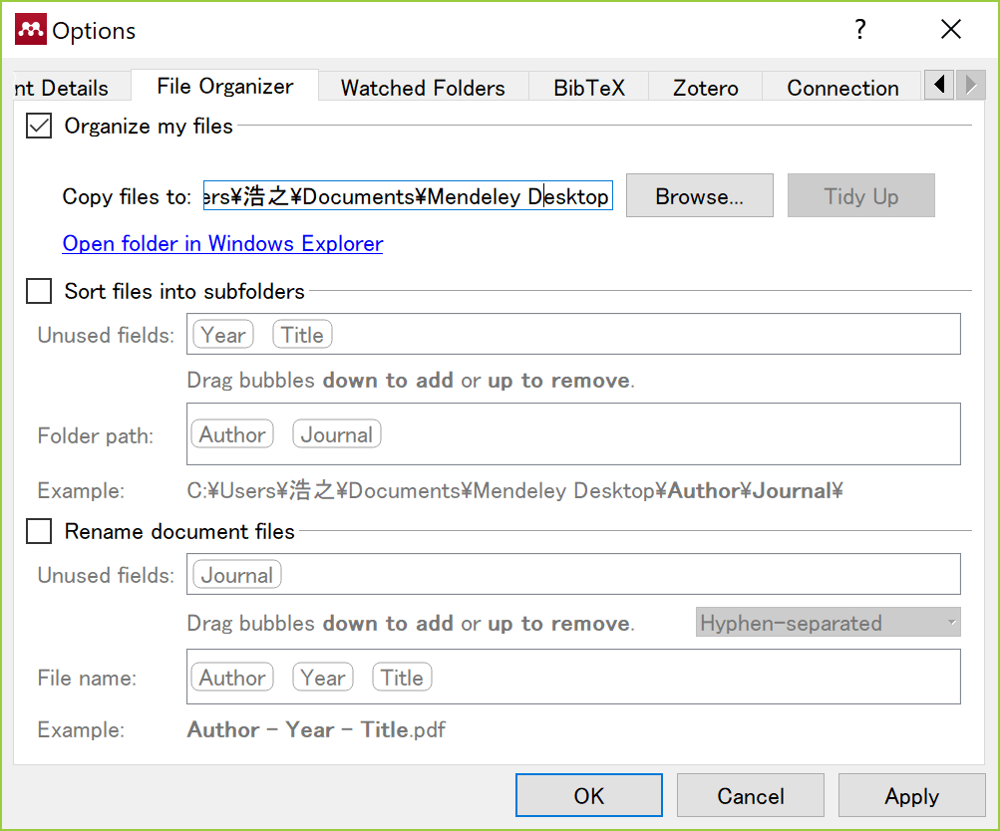 Options ?
nt Details File Organizer Watched Folders BibTeX Zotero Connection
Organize my files
Copy files to: ers¥浩之¥Documents¥Mendeley Desktop Browse... Tidy Up
Open folder in Windows Explorer
Sort files into subfolders
Unused fields: Year Title
Drag bubbles down to add or up to remove.
Folder path: Author Journal
Example: C:¥Users¥浩之¥Documents¥Mendeley Desktop¥Author¥Journal¥
Rename document files
Unused fields: Journal
Drag bubbles down to add or up to remove. Hyphen-separated
File name: Author Year Title
Example: Author - Year - Title.pdf
OK Cancel Apply